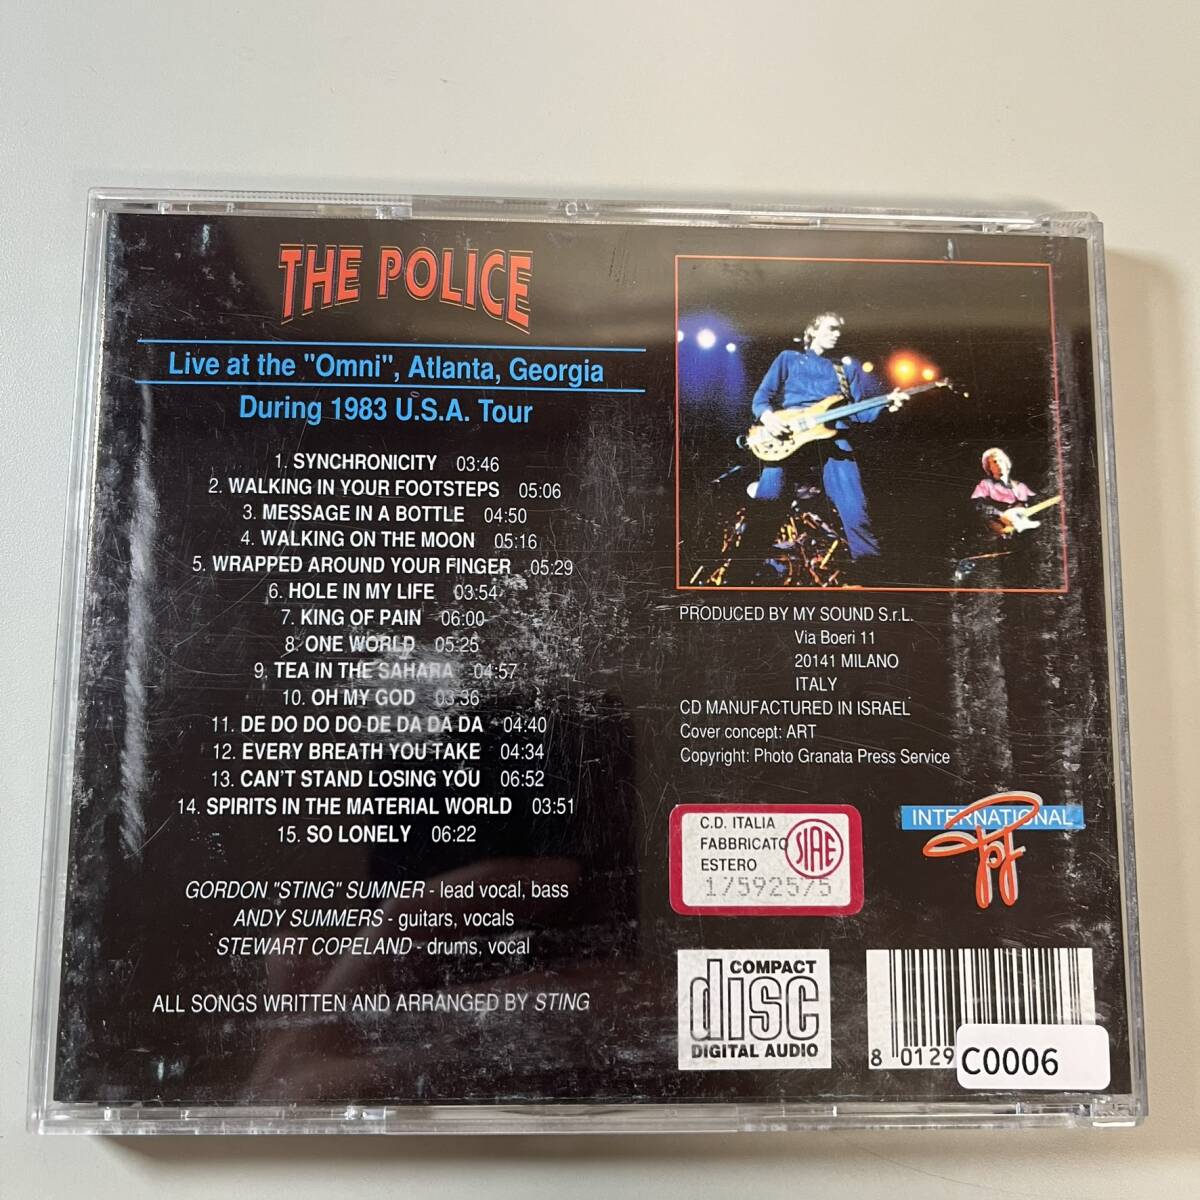 THE POLICE
Live at the "Omni", Atlanta, Georgia
During 1983 U.S.A. Tour
1. SYNCHRONICITY 03:46
2. WALKING IN YOUR FOOTSTEPS 05:06
3. MESSAGE IN A BOTTLE 04:50
4. WALKING ON THE MOON 05:16
5. WRAPPED AROUND YOUR FINGER 05:29
6. HOLE IN MY LIFE 03:54
7. KING OF PAIN 06:00
8. ONE WORLD 05:25
9. TEA IN THE SAHARA 04:57
10. OH MY GOD 03:36
11. DE DO DO DO DE DA DA DA 04:40
12. EVERY BREATH YOU TAKE 04:34
13. CAN'T STAND LOSING YOU 06:52
14. SPIRITS IN THE MATERIAL WORLD 03:51
15. SO LONELY 06:22
GORDON "STING" SUMNER - lead vocal, bass
ANDY SUMMERS - guitars, vocals
STEWART COPELAND - drums, vocal
ALL SONGS WRITTEN AND ARRANGED BY STING
PRODUCED BY MY SOUND S.r.L.
Via Boeri 11
20141 MILANO
ITALY
CD MANUFACTURED IN ISRAEL
Cover concept: ART
Copyright: Photo Granata Press Service
C.D. ITALIA
FABBRICATO
ESTERO
SIAE
17592575
INTERNATIONAL
COMPACT
disc
DIGITAL AUDIO
8 0129
C0006